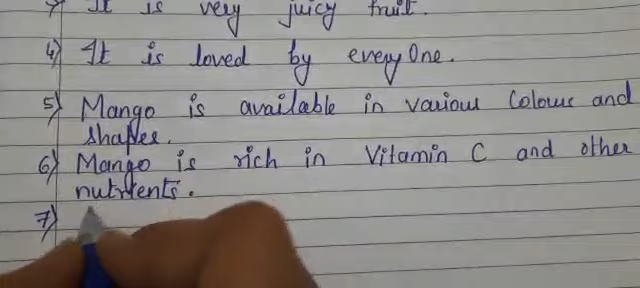 3) It is very juicy fruit.
4) It is loved by everyOne.
5) Mango is available in various Colours and
shapes.
6) Mango is rich in Vitamin C and other
nutrients.
7)